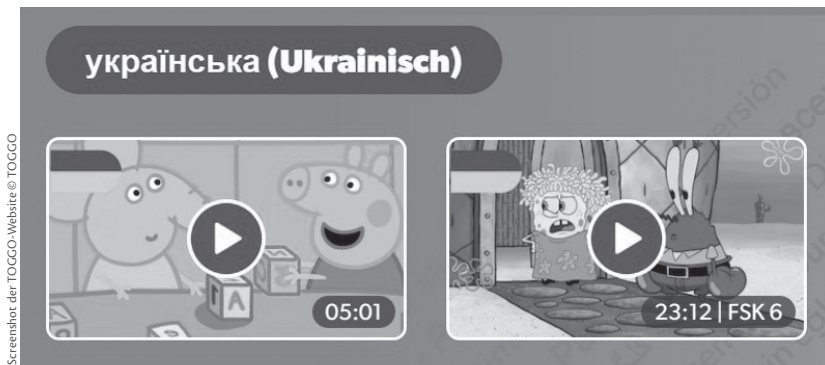 українська (Ukrainisch)
Screenshot der TOGGO-Website © TOGGO
A
05:01
23:12 | FSK 6